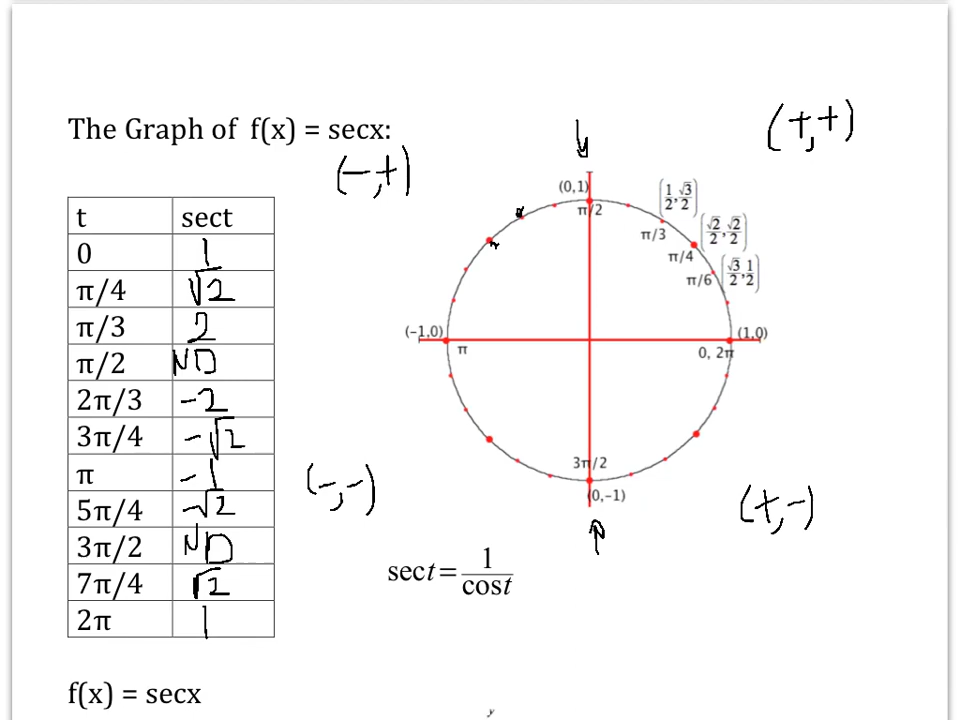 The Graph of f(x) = secx:
(-,+)
(+,+)
t sect
0 1
π/4 √2
π/3 2
π/2 ND
2π/3 -2
3π/4 -√2
π -1
5π/4 -√2
3π/2 ND
7π/4 √2
2π 1
(0,1)
π/2
(1/2, √3/2)
π/3
(√2/2, √2/2)
π/4
(√3/2, 1/2)
π/6
(-1,0)
π
(1,0)
0, 2π
3π/2
(0,-1)
(-,-)
(+,-)
sect = 1/cost
f(x) = secx
y